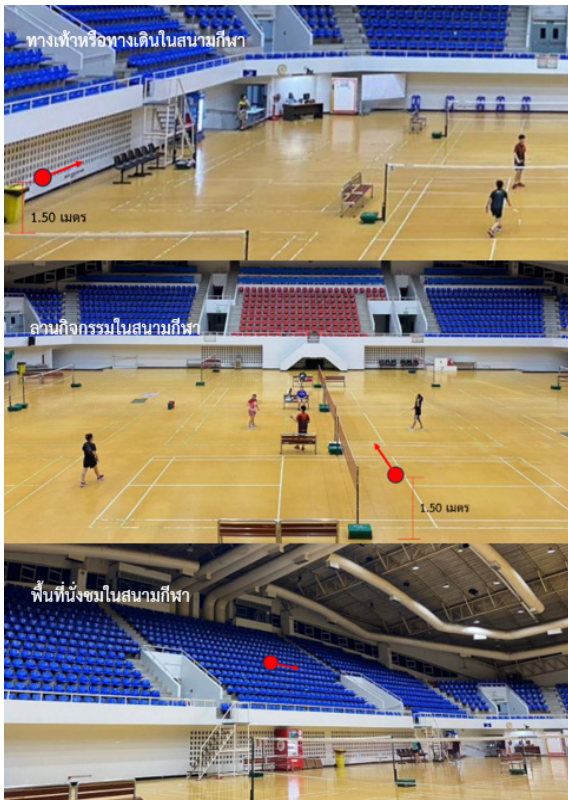 ทางเท้าหรือทางเดินในสนามกีฬา
1.50 เมตร
ลานกิจกรรมในสนามกีฬา
1.50 เมตร
พื้นที่นั่งชมในสนามกีฬา